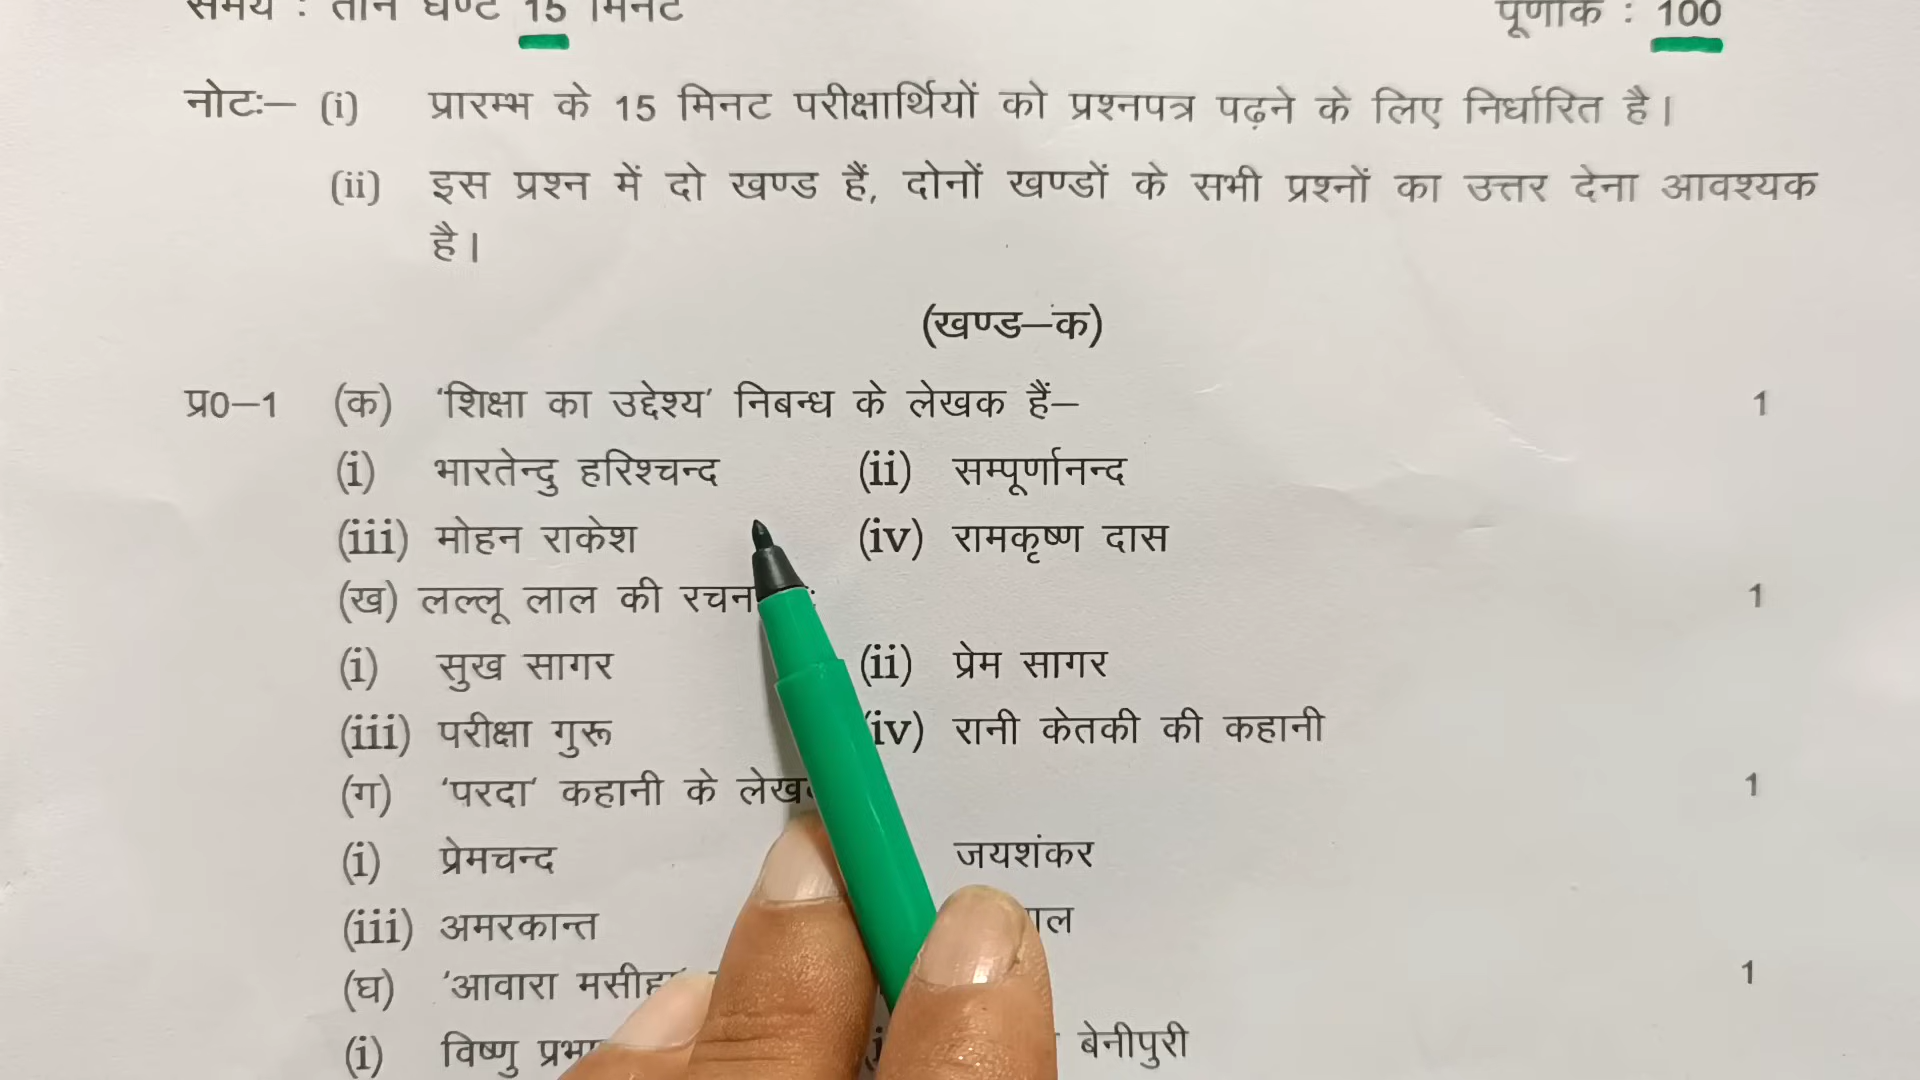 समय : तीन घण्टे 15 मिनट पूर्णांक : 100
नोटः– (i) प्रारम्भ के 15 मिनट परीक्षार्थियों को प्रश्नपत्र पढ़ने के लिए निर्धारित है।
(ii) इस प्रश्न में दो खण्ड हैं, दोनों खण्डों के सभी प्रश्नों का उत्तर देना आवश्यक
है।
(खण्ड–क)
प्र0–1 (क) 'शिक्षा का उद्देश्य' निबन्ध के लेखक हैं– 1
(i) भारतेन्दु हरिश्चन्द (ii) सम्पूर्णानन्द
(iii) मोहन राकेश (iv) रामकृष्ण दास
(ख) लल्लू लाल की 1
(i) सुख सागर (ii) प्रेम सागर
(iii) परीक्षा गुरू (iv) रानी केतकी की कहानी
(ग) 'परदा' कहानी के 1
(i) प्रेमचन्द जयशंकर
(iii) अमरकान्त
(घ) 'आवारा 1
(i) विष्णु बेनीपुरी